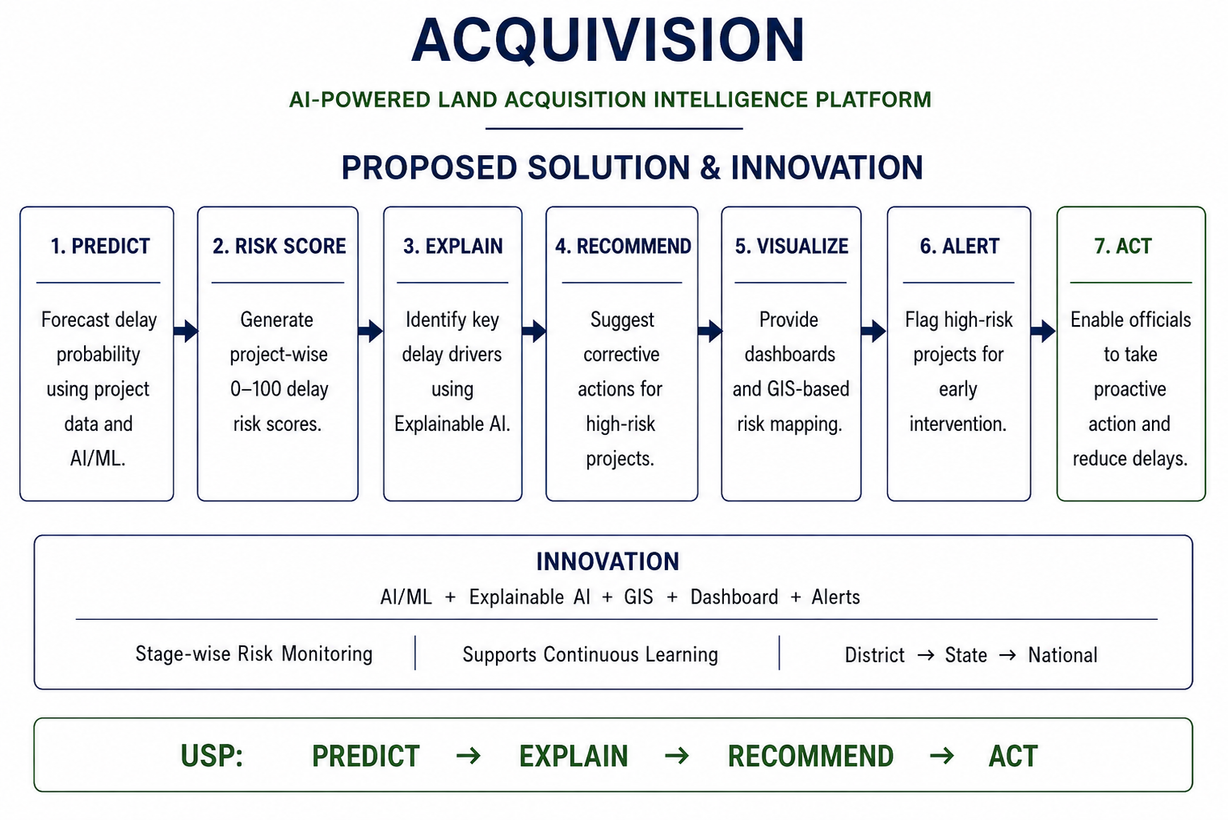 ACQUIVISION
AI-POWERED LAND ACQUISITION INTELLIGENCE PLATFORM
PROPOSED SOLUTION & INNOVATION
1. PREDICT
Forecast delay
probability
using project
data and
AI/ML.
2. RISK SCORE
Generate
project-wise
0–100 delay
risk scores.
3. EXPLAIN
Identify key
delay drivers
using
Explainable AI.
4. RECOMMEND
Suggest
corrective
actions for
high-risk
projects.
5. VISUALIZE
Provide
dashboards
and GIS-based
risk mapping.
6. ALERT
Flag high-risk
projects for
early
intervention.
7. ACT
Enable officials
to take
proactive
action and
reduce delays.
INNOVATION
AI/ML + Explainable AI + GIS + Dashboard + Alerts
Stage-wise Risk Monitoring
Supports Continuous Learning
District → State → National
USP: PREDICT → EXPLAIN → RECOMMEND → ACT